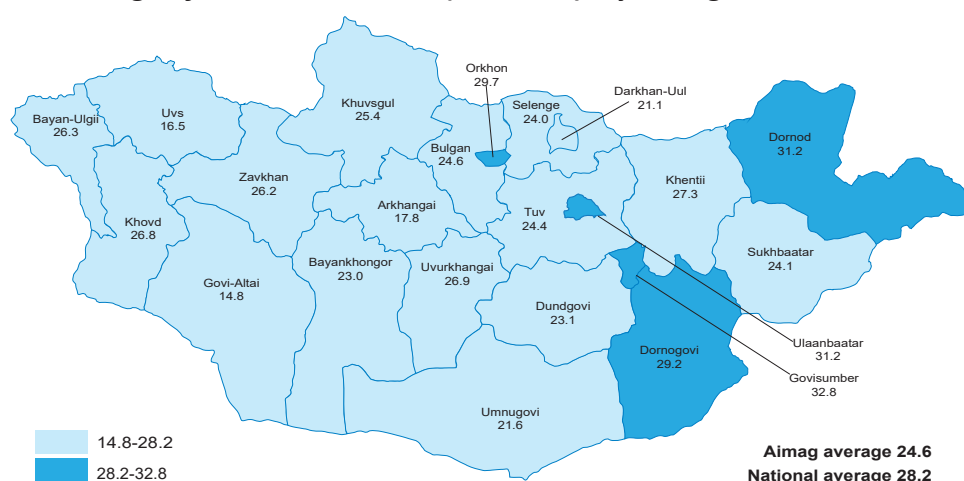 Orkhon
29.7
Darkhan-Uul
21.1
Khuvsgul
25.4
Selenge
24.0
Uvs
16.5
Bayan-Ulgii
26.3
Dornod
31.2
Bulgan
24.6
Zavkhan
26.2
Khentii
27.3
Arkhangai
17.8
Tuv
24.4
Khovd
26.8
Sukhbaatar
24.1
Bayankhongor
23.0
Uvurkhangai
26.9
Govi-Altai
14.8
Dundgovi
23.1
Ulaanbaatar
31.2
Dornogovi
29.2
Govisumber
32.8
Umnugovi
21.6
14.8-28.2
28.2-32.8
Aimag average 24.6
National average 28.2